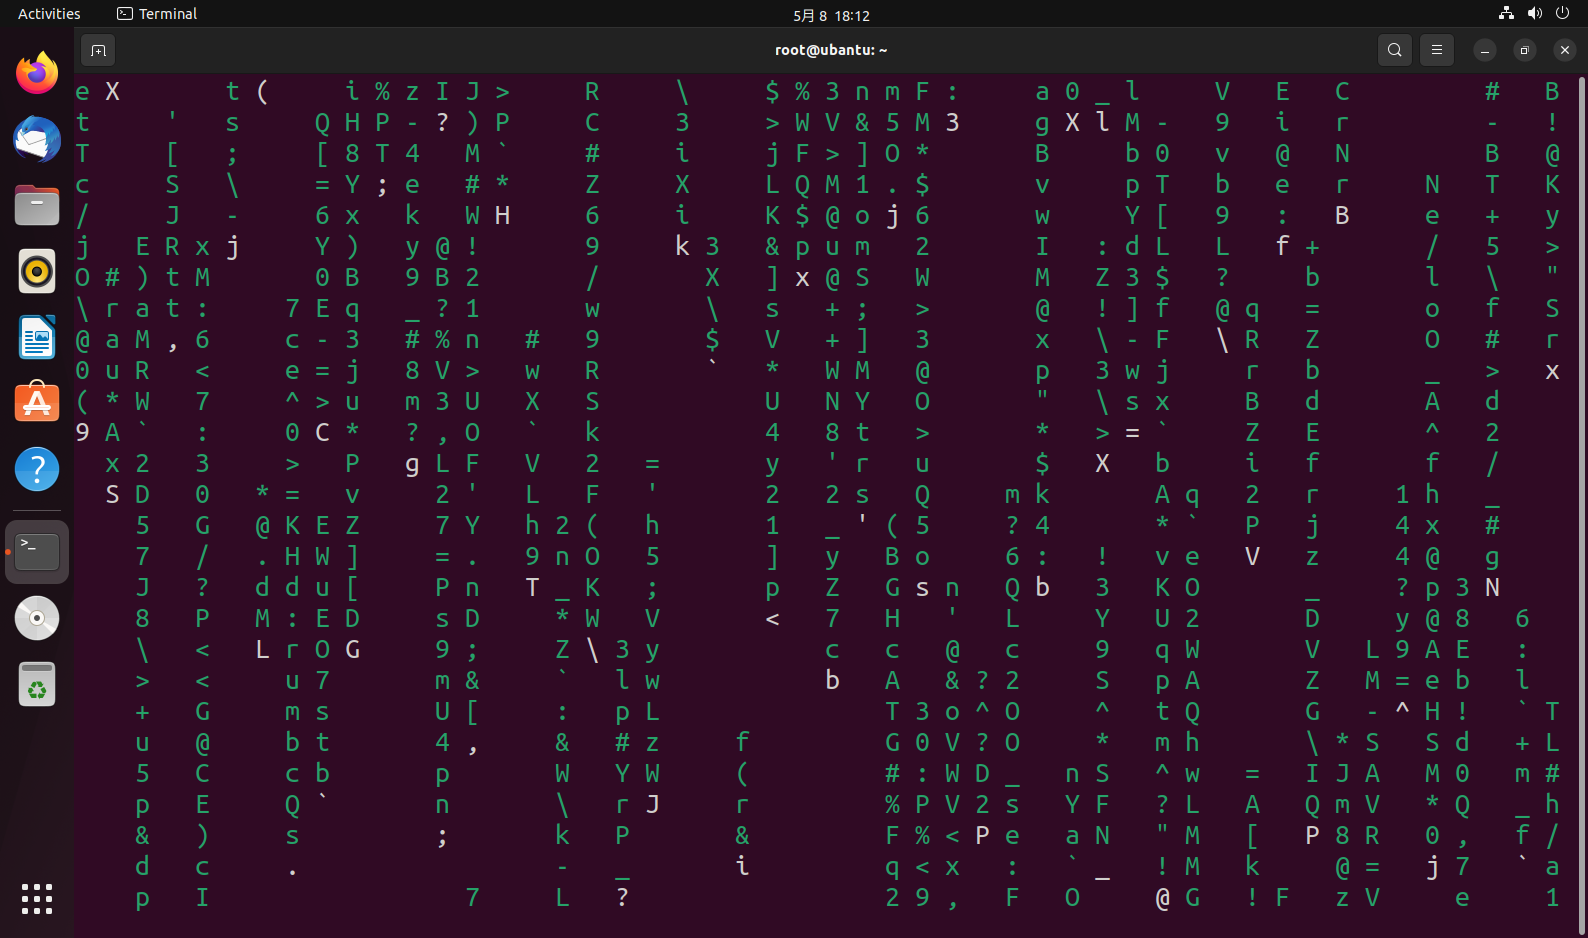 Activities Terminal 5月 8 18:12
root@ubantu: ~
e X t ( i % z I J > R \ $ % 3 n m F : a 0 _ l V E C # B
t ' s Q H P - ? ) P C 3 > W V & 5 M 3 g X l M - 9 i r - !
T [ ; [ 8 T 4 M ` # i j F > ] O * B b 0 v @ N B @
c S \ = Y ; e # * Z X L Q M 1 . $ v p T b e r N T K
/ J - 6 x k W H 6 i K $ @ o j 6 w Y [ 9 : B e + y
j E R x j Y ) y @ ! 9 k 3 & p u m 2 I : d L L f + / 5 >
O # ) t M 0 B 9 B 2 / X ] x @ S W M Z 3 $ ? b l \ "
\ r a t : 7 E q _ ? 1 w \ s + ; > @ ! ] f @ q = o f S
@ a M , 6 c - 3 # % n # 9 $ V + ] 3 x \ - F \ R Z O # r
0 u R < e = j 8 V > w R ` * W M @ p 3 w j r b _ > x
( * W 7 ^ > u m 3 U X S U N Y O " \ s x B d A d
9 A ` : 0 C * ? , O ` k 4 8 t > * > = ` Z E ^ 2
x 2 3 > P g L F V 2 = y ' r u $ X b i f f /
S D 0 * = v 2 ' L F ' 2 2 s Q m k A q 2 r 1 h _
5 G @ K E Z 7 Y h 2 ( h 1 _ ' ( 5 ? 4 * ` P j 4 x #
7 / . H W ] = . 9 n O 5 ] y B o 6 : ! v e V z 4 @ g
J ? d d u [ P n T _ K ; p Z G s n Q b 3 K O _ ? p 3 N
8 P M : E D s D * W V < 7 H ' L Y U 2 D y @ 8 6
\ < L r O G 9 ; Z \ 3 y c c @ c 9 q W V L 9 A E :
> < u 7 m & ` l w b A & ? 2 S p A Z M = e b l
+ G m s U [ : p L T 3 o ^ O ^ t Q G - ^ H ! ` T
u @ b t 4 , & # z f G 0 V ? O * m h \ * S S d + L
5 C c b p W Y W ( # : W D _ n S ^ w = I J A M 0 m #
p E Q ` n \ r J r % P V 2 s Y F ? L A Q m V * Q _ h
& ) s ; k P & F % < P e a N " M [ P 8 R 0 , f /
d c . - _ i q < x : ` _ ! M k @ = j 7 ` a
p I 7 L ? 2 9 , F O @ G ! F z V e 1